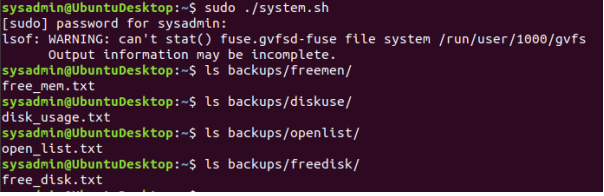 sysadmin@UbuntuDesktop:~$ sudo ./system.sh
[sudo] password for sysadmin:
lsof: WARNING: can't stat() fuse.gvfsd-fuse file system /run/user/1000/gvfs
      Output information may be incomplete.
sysadmin@UbuntuDesktop:~$ ls backups/freemen/
free_mem.txt
sysadmin@UbuntuDesktop:~$ ls backups/diskuse/
disk_usage.txt
sysadmin@UbuntuDesktop:~$ ls backups/openlist/
open_list.txt
sysadmin@UbuntuDesktop:~$ ls backups/freedisk/
free_disk.txt